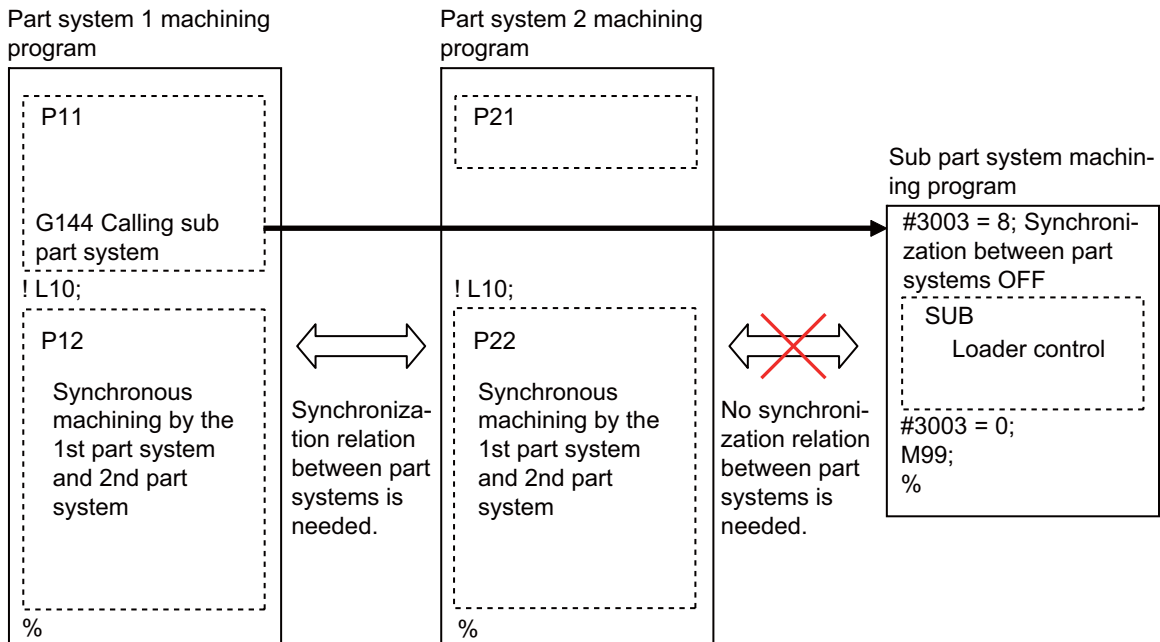 Part system 1 machining
program
P11
G144 Calling sub
part system
! L10;
P12
Synchronous
machining by the
1st part system
and 2nd part
system
%
Synchroniza-
tion relation
between part
systems is
needed.
Part system 2 machining
program
P21
! L10;
P22
Synchronous
machining by the
1st part system
and 2nd part
system
%
No synchroni-
zation relation
between part
systems is
needed.
Sub part system machin-
ing program
#3003 = 8; Synchroni-
zation between part
systems OFF
SUB
Loader control
#3003 = 0;
M99;
%